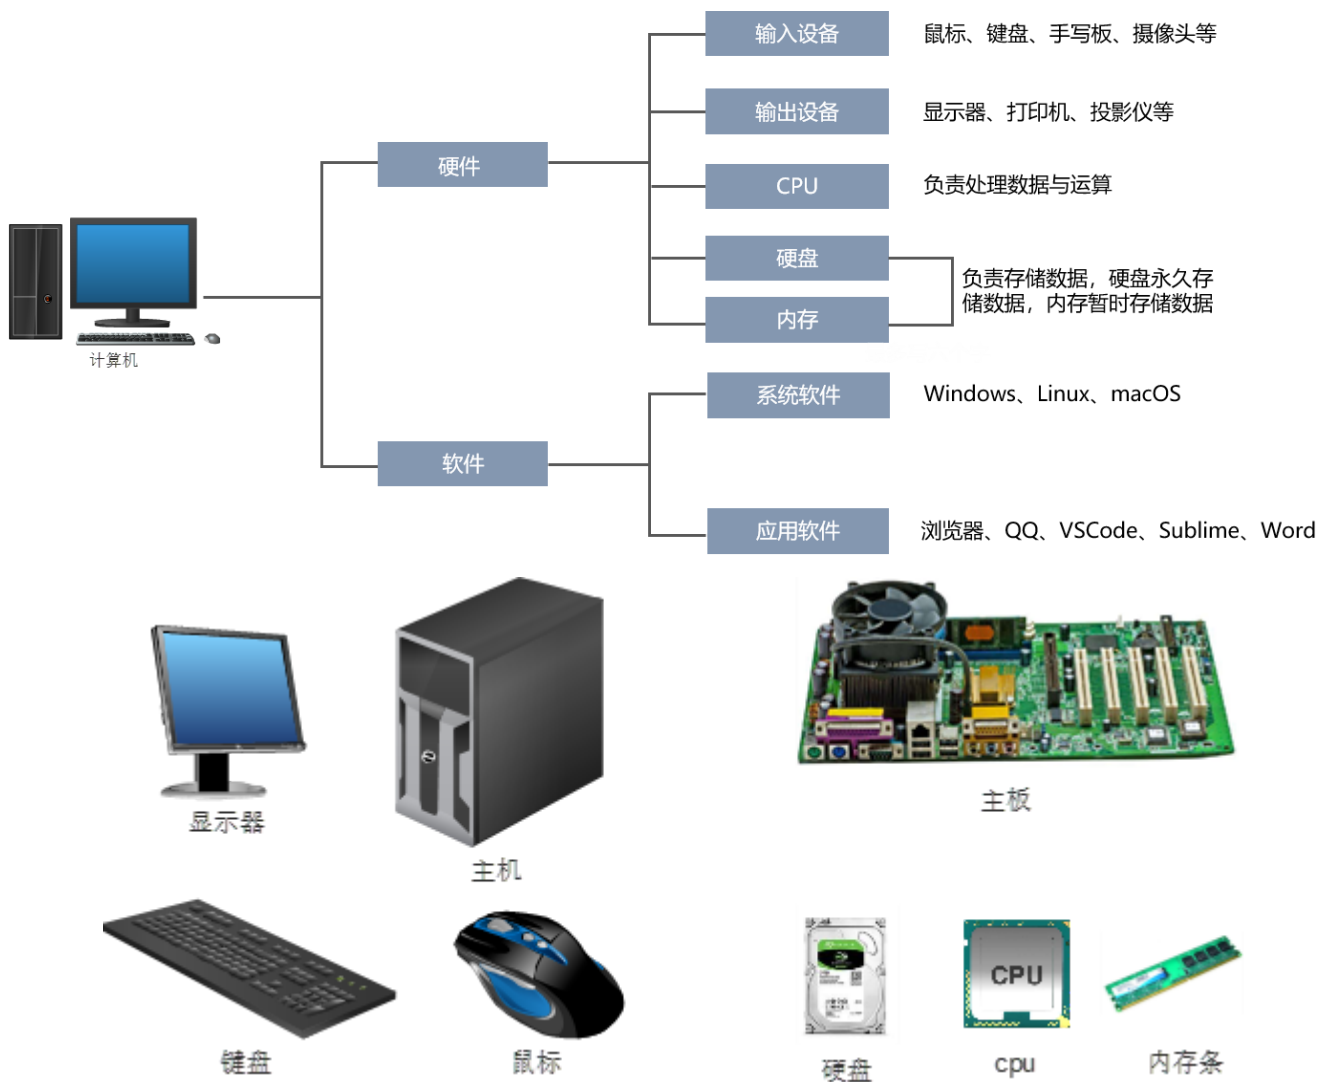 输入设备
鼠标、键盘、手写板、摄像头等
输出设备
显示器、打印机、投影仪等
硬件
CPU
负责处理数据与运算
硬盘
内存
负责存储数据，硬盘永久存
储数据，内存暂时存储数据
计算机
系统软件
Windows、Linux、macOS
软件
应用软件
浏览器、QQ、VSCode、Sublime、Word
显示器
主机
主板
键盘
鼠标
硬盘
CPU
cpu
内存条